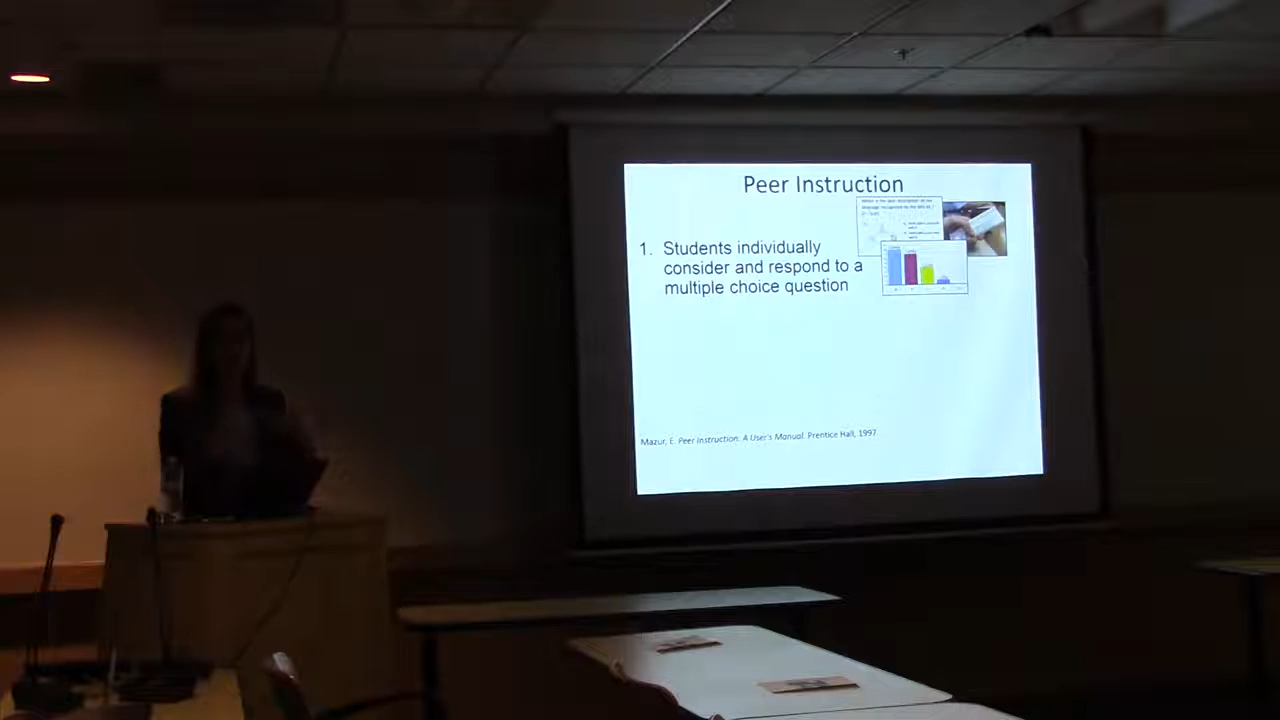 Peer Instruction
1. Students individually
consider and respond to a
multiple choice question
Mazur, E. Peer Instruction: A User's Manual. Prentice Hall, 1997